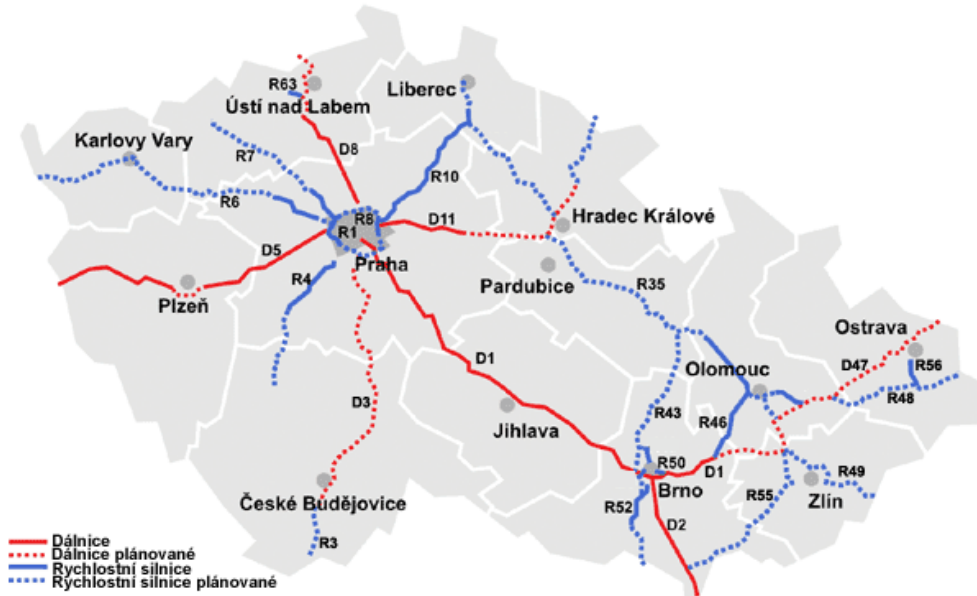 R63
Liberec
Ústí nad Labem
Karlovy Vary
R7
D8
R10
R6
R8
D11
Hradec Králové
R1
D5
Praha
R4
Pardubice
R35
Plzeň
Ostrava
D1
D47
R56
Olomouc
R48
D3
R43
R46
Jihlava
R50
D1
R49
Brno
R55
Zlín
České Budějovice
R52
D2
R3
Dálnice
Dálnice plánované
Rychlostní silnice
Rychlostní silnice plánované